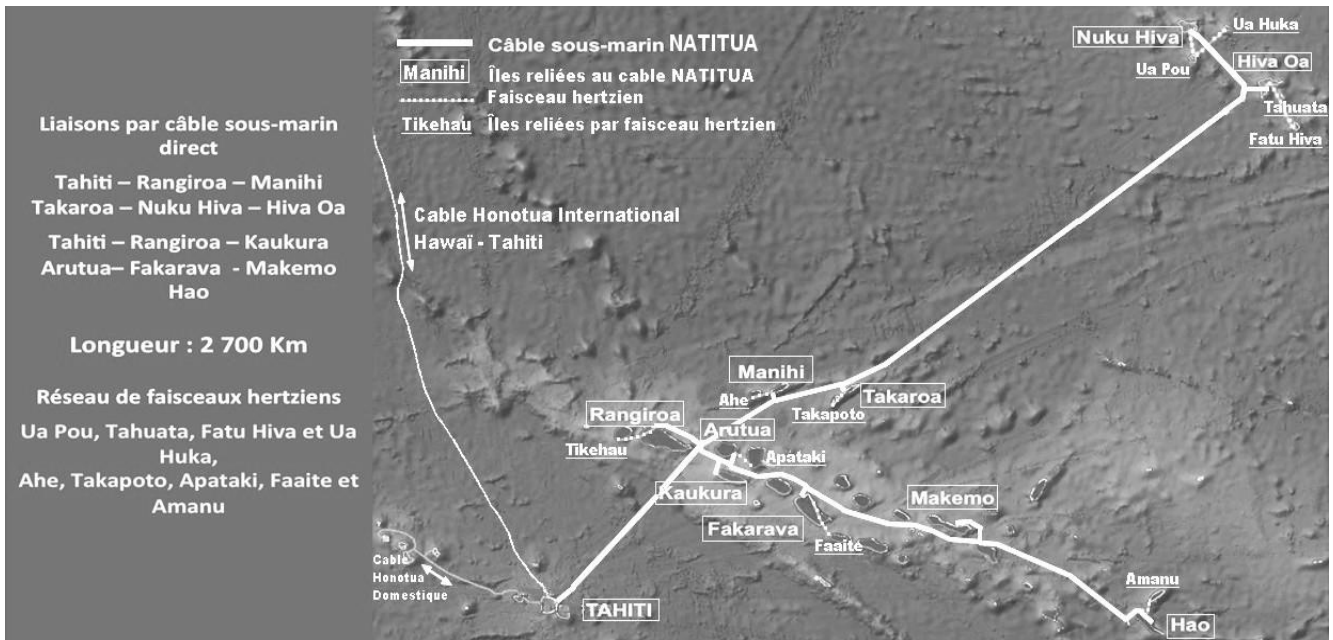 Liaisons par câble sous-marin
direct
Tahiti – Rangiroa – Manihi
Takaroa – Nuku Hiva – Hiva Oa
Tahiti – Rangiroa – Kaukura
Arutua– Fakarava - Makemo
Hao
Longueur : 2 700 Km
Réseau de faisceaux hertziens
Ua Pou, Tahuata, Fatu Hiva et Ua
Huka,
Ahe, Takapoto, Apataki, Faaite et
Amanu
Câble sous-marin NATITUA
Manihi Îles reliées au cable NATITUA
Faisceau hertzien
Tikehau Îles reliées par faisceau hertzien
Cable Honotua International
Hawaï - Tahiti
Nuku Hiva
Ua Huka
Ua Pou
Hiva Oa
Tahuata
Fatu Hiva
Manihi
Ahe
Takapoto
Takaroa
Rangiroa
Tikehau
Arutua
Apataki
Kaukura
Fakarava
Faaite
Makemo
Amanu
Hao
Cable
Honotua
Domestique
TAHITI